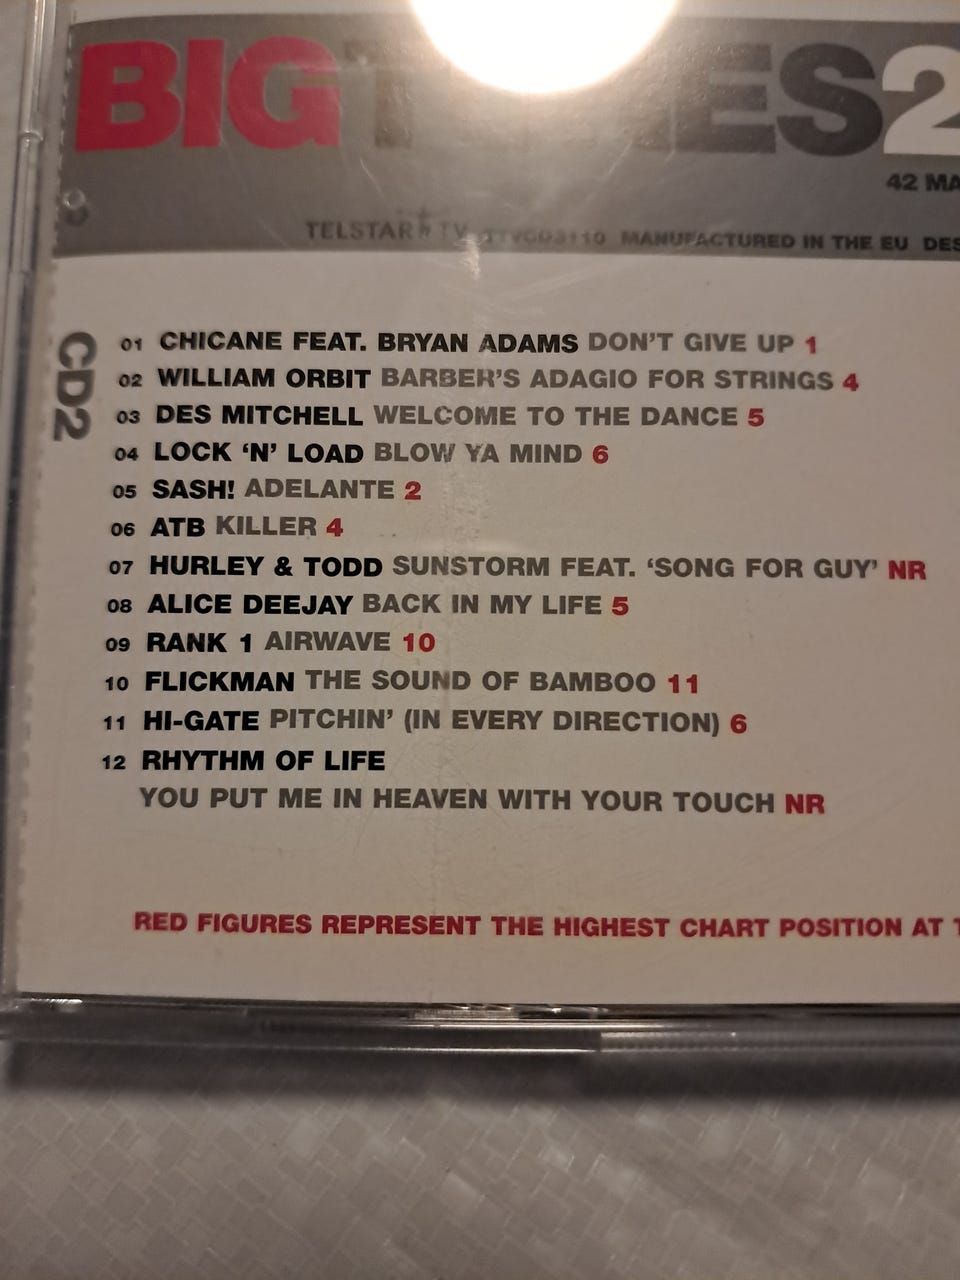 BIG TUNES 2
42 MA
TELSTAR TV TTVCD3110 MANUFACTURED IN THE EU DES
CD2
01 CHICANE FEAT. BRYAN ADAMS DON'T GIVE UP 1
02 WILLIAM ORBIT BARBER'S ADAGIO FOR STRINGS 4
03 DES MITCHELL WELCOME TO THE DANCE 5
04 LOCK 'N' LOAD BLOW YA MIND 6
05 SASH! ADELANTE 2
06 ATB KILLER 4
07 HURLEY & TODD SUNSTORM FEAT. 'SONG FOR GUY' NR
08 ALICE DEEJAY BACK IN MY LIFE 5
09 RANK 1 AIRWAVE 10
10 FLICKMAN THE SOUND OF BAMBOO 11
11 HI-GATE PITCHIN' (IN EVERY DIRECTION) 6
12 RHYTHM OF LIFE
YOU PUT ME IN HEAVEN WITH YOUR TOUCH NR
RED FIGURES REPRESENT THE HIGHEST CHART POSITION AT T